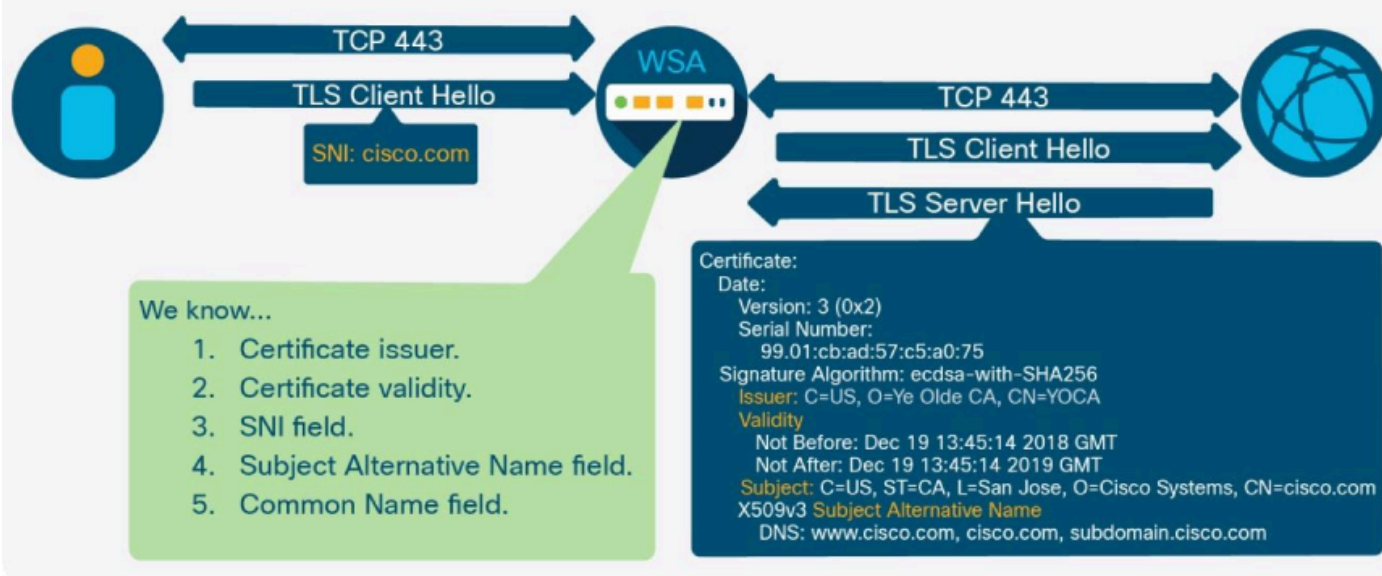 TCP 443
TLS Client Hello
SNI: cisco.com
WSA
TCP 443
TLS Client Hello
TLS Server Hello
We know...
1. Certificate issuer.
2. Certificate validity.
3. SNI field.
4. Subject Alternative Name field.
5. Common Name field.
Certificate:
Date:
Version: 3 (0x2)
Serial Number:
99.01:cb:ad:57:c5:a0:75
Signature Algorithm: ecdsa-with-SHA256
Issuer: C=US, O=Ye Olde CA, CN=YOCA
Validity
Not Before: Dec 19 13:45:14 2018 GMT
Not After: Dec 19 13:45:14 2019 GMT
Subject: C=US, ST=CA, L=San Jose, O=Cisco Systems, CN=cisco.com
X509v3 Subject Alternative Name
DNS: www.cisco.com, cisco.com, subdomain.cisco.com